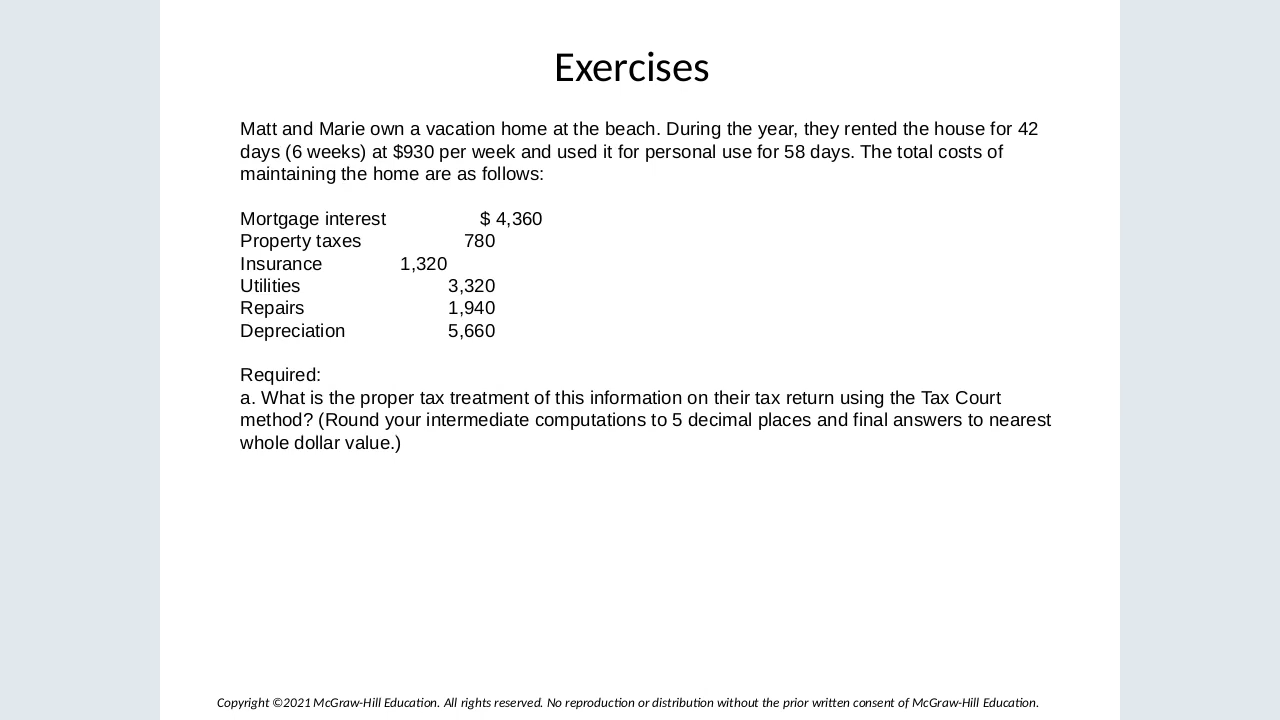 Exercises
Matt and Marie own a vacation home at the beach. During the year, they rented the house for 42
days (6 weeks) at $930 per week and used it for personal use for 58 days. The total costs of
maintaining the home are as follows:
Mortgage interest $ 4,360
Property taxes 780
Insurance 1,320
Utilities 3,320
Repairs 1,940
Depreciation 5,660
Required:
a. What is the proper tax treatment of this information on their tax return using the Tax Court
method? (Round your intermediate computations to 5 decimal places and final answers to nearest
whole dollar value.)
Copyright ©2021 McGraw-Hill Education. All rights reserved. No reproduction or distribution without the prior written consent of McGraw-Hill Education.